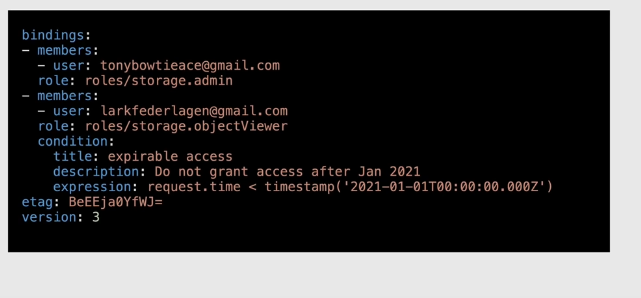 bindings:
- members:
  - user: tonybowtieace@gmail.com
  role: roles/storage.admin
- members:
  - user: larkfederlagen@gmail.com
  role: roles/storage.objectViewer
  condition:
    title: expirable access
    description: Do not grant access after Jan 2021
    expression: request.time < timestamp('2021-01-01T00:00:00.000Z')
etag: BeEEja0YfWJ=
version: 3